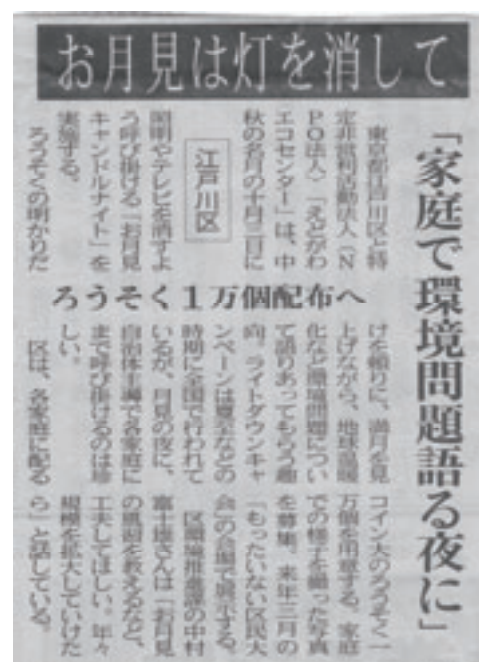 お月見は灯を消して
「家庭で環境問題語る夜に」
江戸川区
ろうそく1万個配布へ
東京都江戸川区と特
定非営利活動法人（N
PO法人）「えどがわ
エコセンター」は、中
秋の名月の十月三日に
照明やテレビを消すよ
う呼び掛ける「お月見
キャンドルナイト」を
実施する。
ろうそくの明かりだ
けを頼りに、満月を見
上げながら、地球温暖
化など環境問題につい
て語りあってもらう趣
向。ライトダウンキャ
ンペーンは夏至などの
時期に全国で行われて
いるが、月見の夜に、
自治体主導で各家庭に
まで呼び掛けるのは珍
しい。
区は、各家庭に配る
コイン大のろうそく一
万個を用意する。家庭
での様子を撮った写真
を募集、来年三月の
「もったいない区民大
会」の会場で展示する。
区環境推進課の中村
富士雄さんは「お月見
の風習を教えるなど、
工夫してほしい。年々
規模を拡大していけた
ら」と話している。